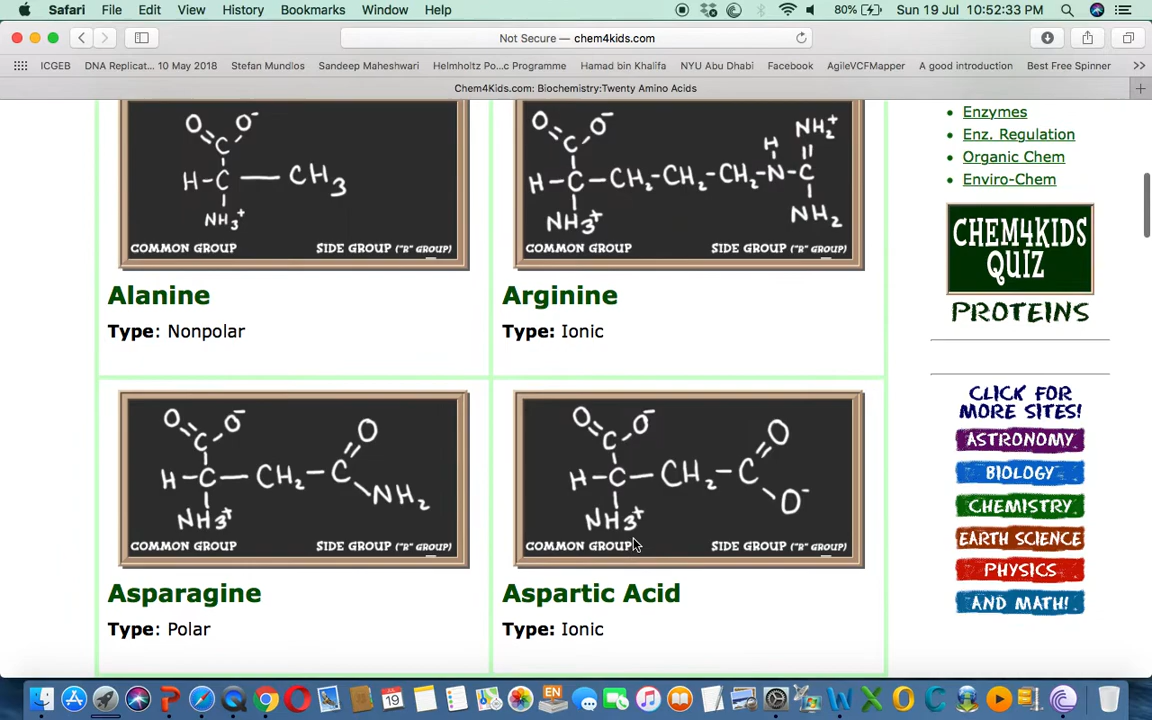 Safari File Edit View History Bookmarks Window Help 80% Sun 19 Jul 10:52:33 PM
Not Secure — chem4kids.com
ICGEB DNA Replicat... 10 May 2018 Stefan Mundlos Sandeep Maheshwari Helmholtz Po...c Programme Hamad bin Khalifa NYU Abu Dhabi Facebook AgileVCFMapper A good introduction Best Free Spinner >>
Chem4Kids.com: Biochemistry:Twenty Amino Acids +
O O⁻
C
H-C-CH₃
NH₃⁺
COMMON GROUP SIDE GROUP ("R" GROUP)
Alanine
Type: Nonpolar
O O⁻ H NH₂⁺
C
H-C-CH₂-CH₂-CH₂-N-C
NH₃⁺ NH₂
COMMON GROUP SIDE GROUP ("R" GROUP)
Arginine
Type: Ionic
O O⁻ O
C
H-C-CH₂-C
NH₂
NH₃⁺
COMMON GROUP SIDE GROUP ("R" GROUP)
Asparagine
Type: Polar
O O⁻ O
C
H-C-CH₂-C
O⁻
NH₃⁺
COMMON GROUP SIDE GROUP ("R" GROUP)
Aspartic Acid
Type: Ionic
Enzymes
Enz. Regulation
Organic Chem
Enviro-Chem
CHEM4KIDS
QUIZ
PROTEINS
CLICK FOR
MORE SITES!
ASTRONOMY
BIOLOGY
CHEMISTRY
EARTH SCIENCE
PHYSICS
AND MATH!